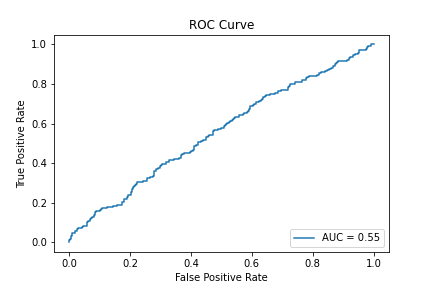 ROC Curve
1.0
0.8
0.6
0.4
0.2
0.0
True Positive Rate
AUC = 0.55
0.0 0.2 0.4 0.6 0.8 1.0
False Positive Rate